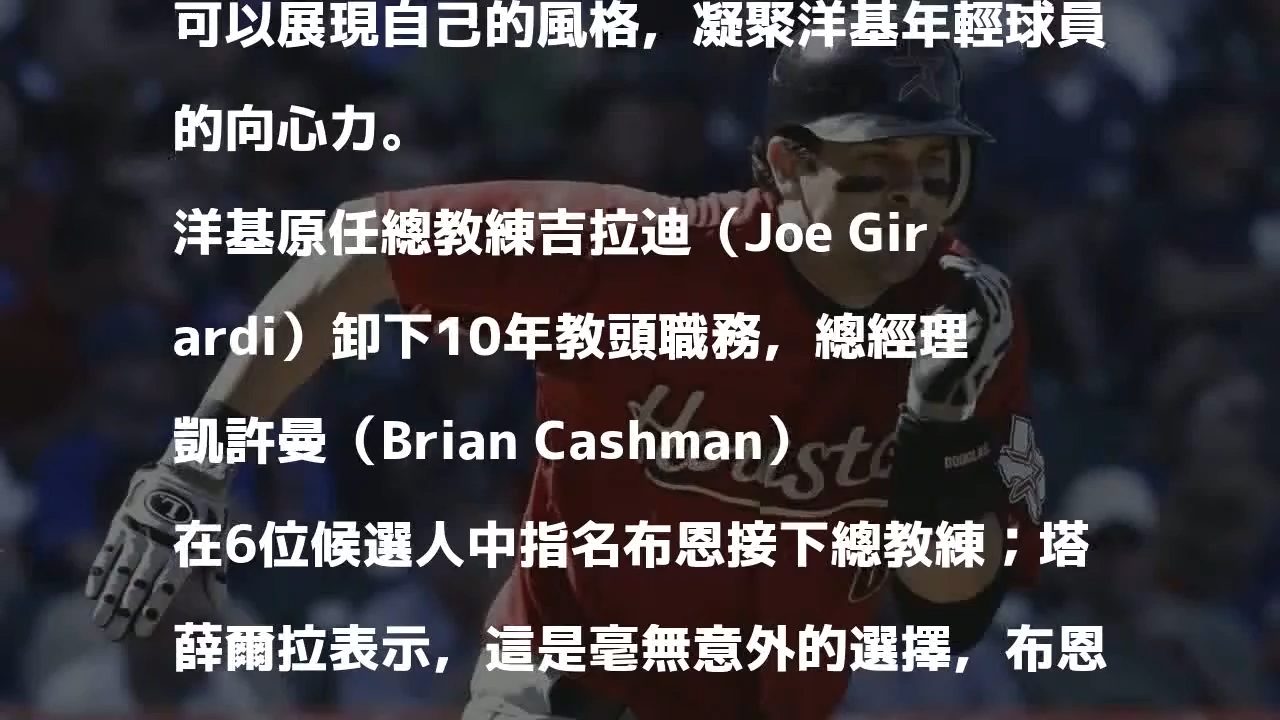 可以展現自己的風格，凝聚洋基年輕球員
的向心力。
洋基原任總教練吉拉迪（Joe Gir
ardi）卸下10年教頭職務，總經理
凱許曼（Brian Cashman）
在6位候選人中指名布恩接下總教練；塔
薛爾拉表示，這是毫無意外的選擇，布恩
Housto
DOUGLAS